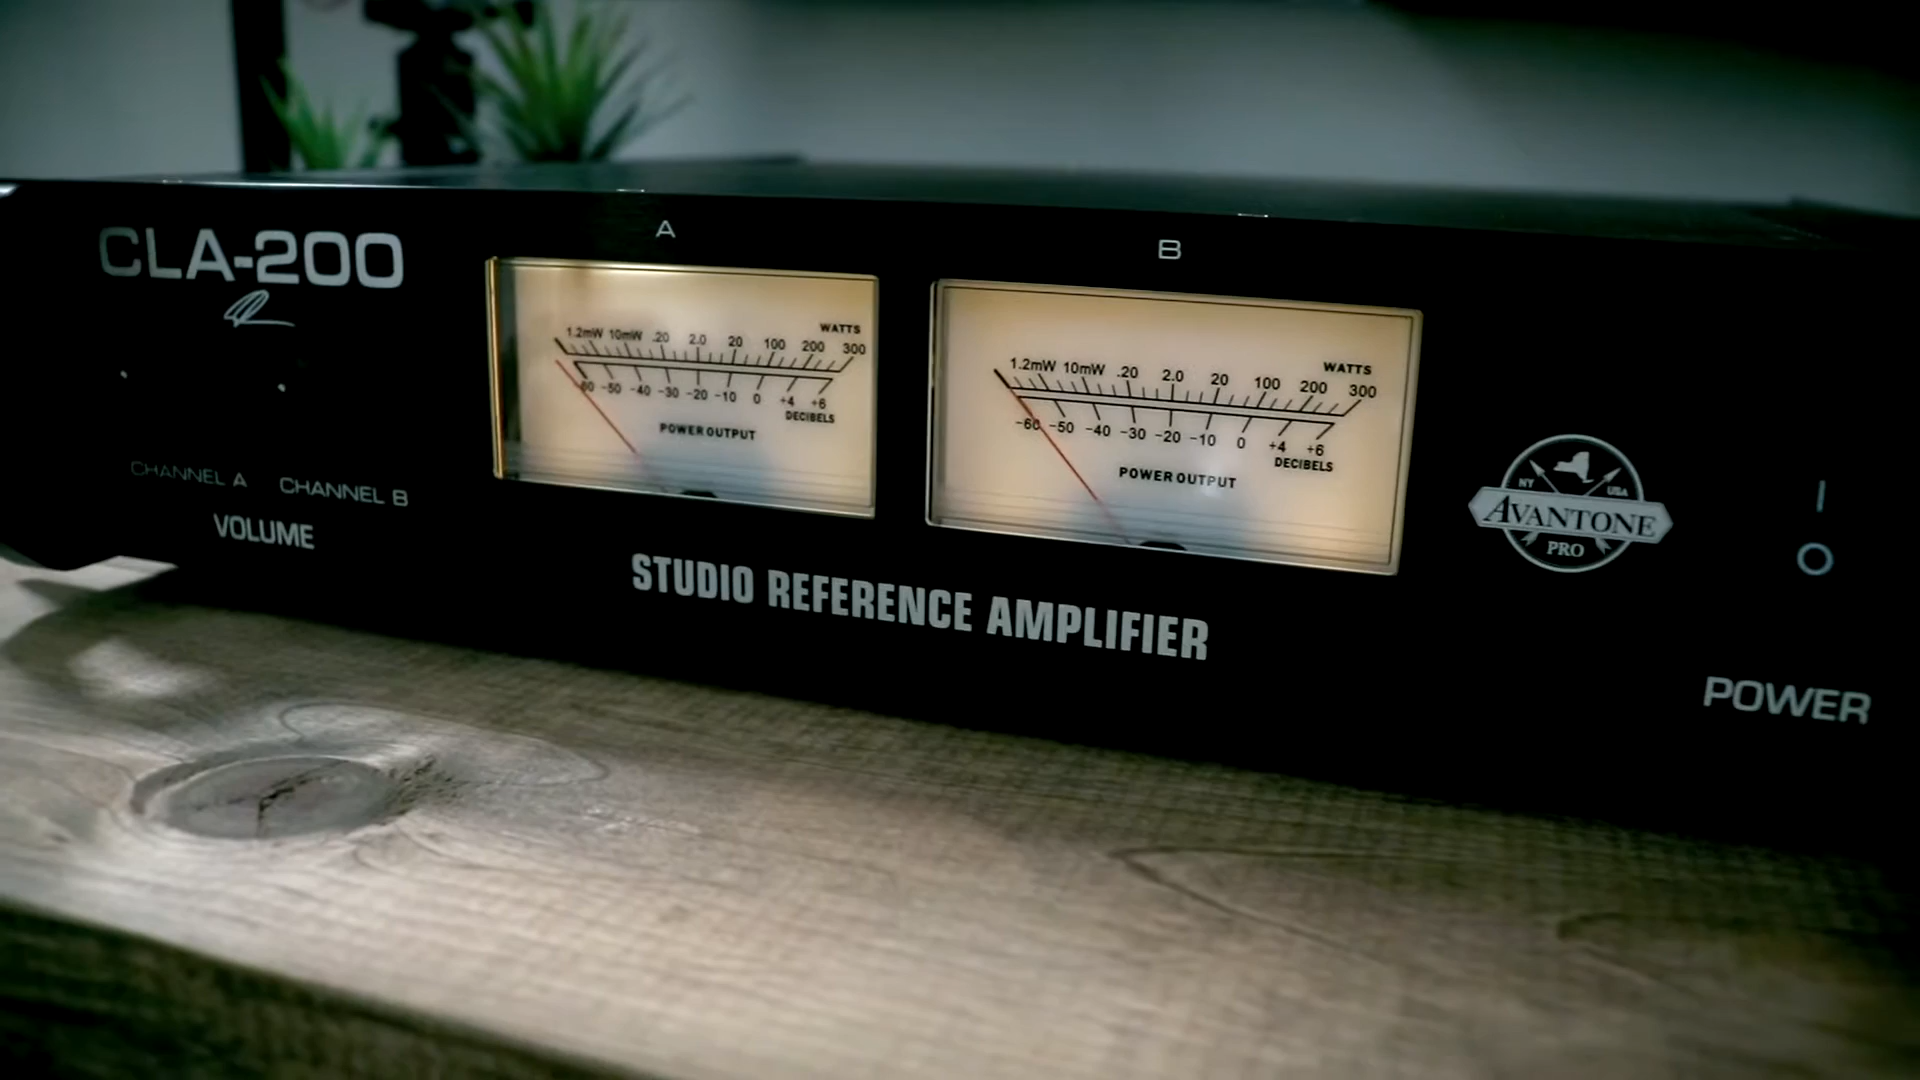 CLA-200
CHANNEL A CHANNEL B
VOLUME
A
WATTS
1.2mW 10mW .20 2.0 20 100 200 300
-60 -50 -40 -30 -20 -10 0 +4 +6
DECIBELS
POWER OUTPUT
B
WATTS
1.2mW 10mW .20 2.0 20 100 200 300
-60 -50 -40 -30 -20 -10 0 +4 +6
DECIBELS
POWER OUTPUT
STUDIO REFERENCE AMPLIFIER
NY USA
AVANTONE
PRO
POWER